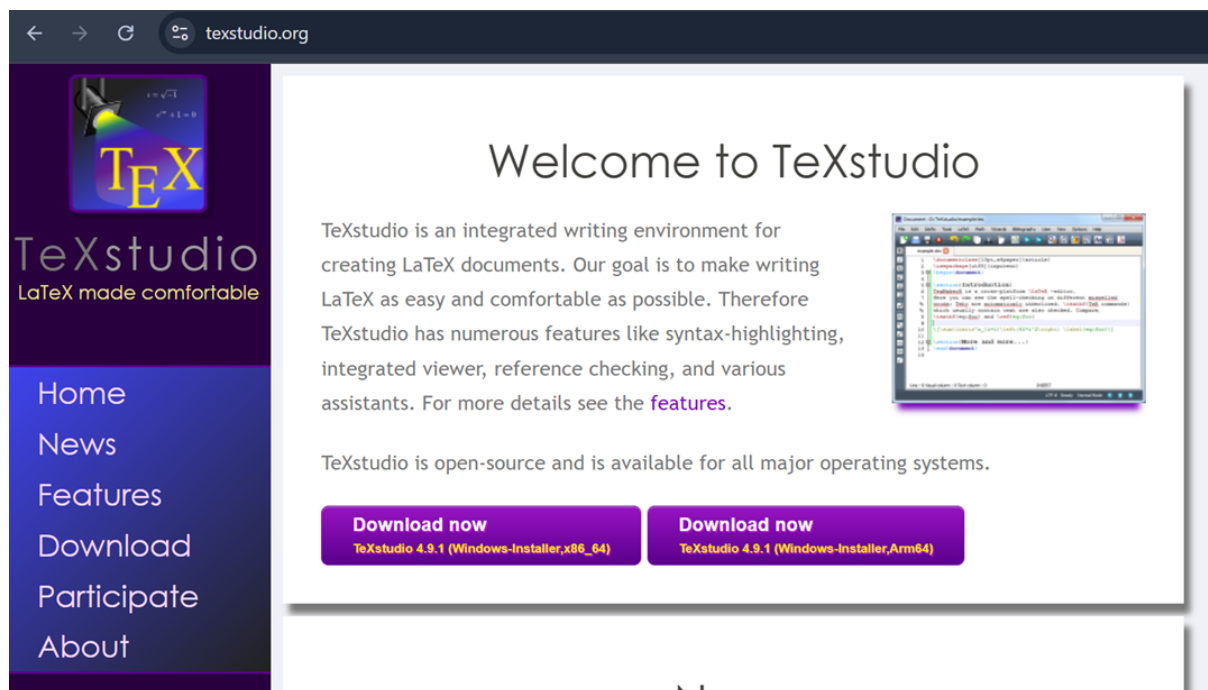 texstudio.org
TeX
TeXstudio
LaTeX made comfortable
Home
News
Features
Download
Participate
About
Welcome to TeXstudio
TeXstudio is an integrated writing environment for
creating LaTeX documents. Our goal is to make writing
LaTeX as easy and comfortable as possible. Therefore
TeXstudio has numerous features like syntax-highlighting,
integrated viewer, reference checking, and various
assistants. For more details see the features.
TeXstudio is open-source and is available for all major operating systems.
Download now
TeXstudio 4.9.1 (Windows-Installer,x86_64)
Download now
TeXstudio 4.9.1 (Windows-Installer,Arm64)